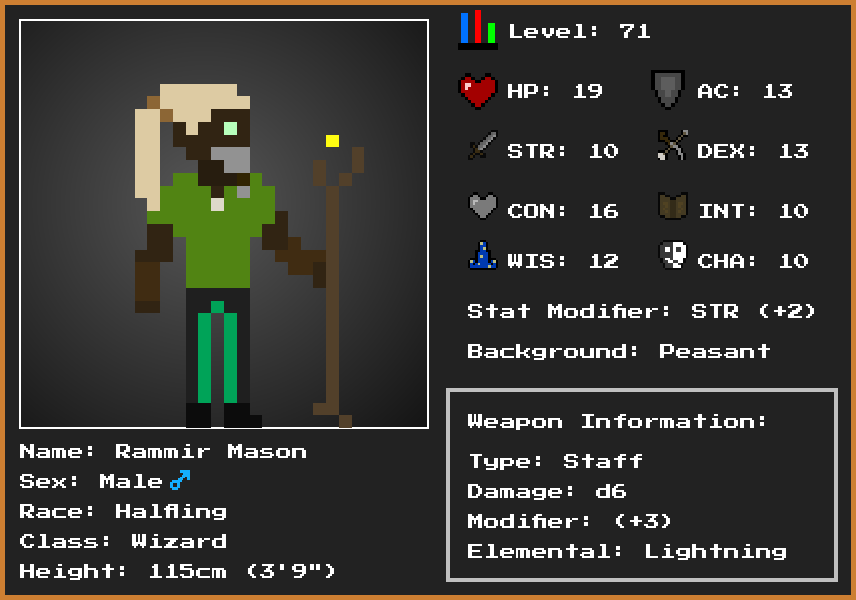 Level: 71
HP: 19 AC: 13
STR: 10 DEX: 13
CON: 16 INT: 10
WIS: 12 CHA: 10
Stat Modifier: STR (+2)
Background: Peasant
Weapon Information:
Type: Staff
Damage: d6
Modifier: (+3)
Elemental: Lightning
Name: Rammir Mason
Sex: Male ♂
Race: Halfling
Class: Wizard
Height: 115cm (3'9")